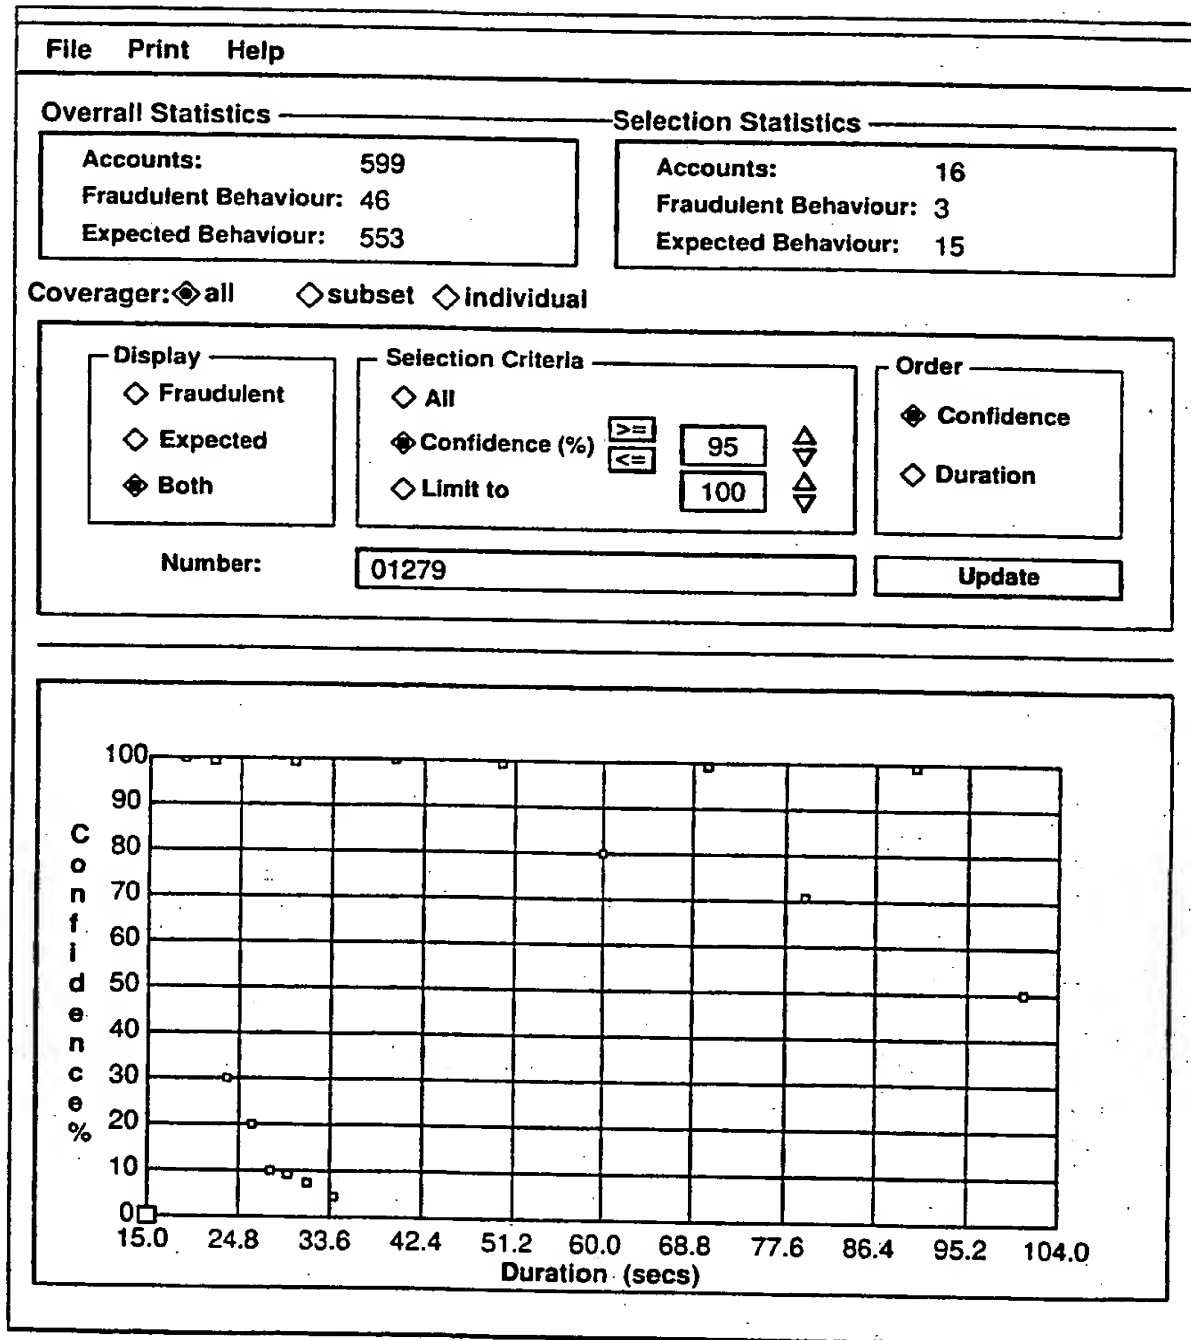 File Print Help
Overrall Statistics
Accounts: 599
Fraudulent Behaviour: 46
Expected Behaviour: 553
Selection Statistics
Accounts: 16
Fraudulent Behaviour: 3
Expected Behaviour: 15
Coverager: all subset individual
Display
Fraudulent
Expected
Both
Selection Criteria
All
Confidence (%) >= <= 95
Limit to 100
Order
Confidence
Duration
Number: 01279
Update
Confidence%
100
90
80
70
60
50
40
30
20
10
0
15.0 24.8 33.6 42.4 51.2 60.0 68.8 77.6 86.4 95.2 104.0
Duration (secs)